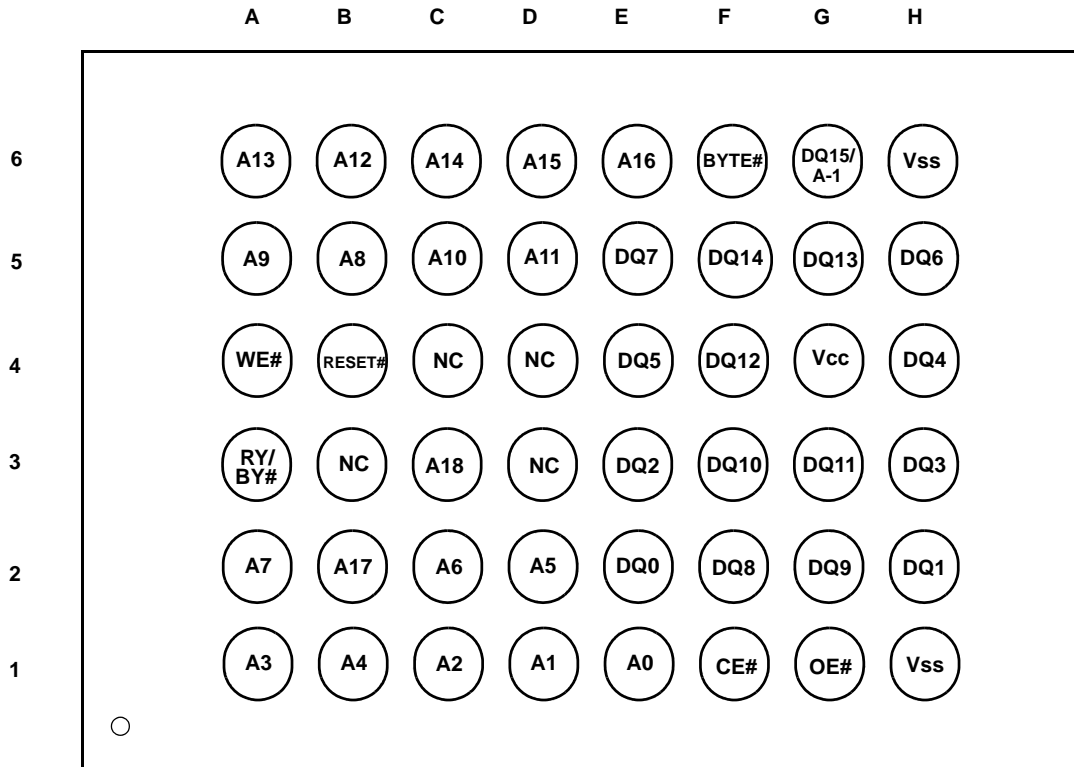 A B C D E F G H
6 A13 A12 A14 A15 A16 BYTE# DQ15/ A-1 Vss
5 A9 A8 A10 A11 DQ7 DQ14 DQ13 DQ6
4 WE# RESET# NC NC DQ5 DQ12 Vcc DQ4
3 RY/ BY# NC A18 NC DQ2 DQ10 DQ11 DQ3
2 A7 A17 A6 A5 DQ0 DQ8 DQ9 DQ1
1 A3 A4 A2 A1 A0 CE# OE# Vss